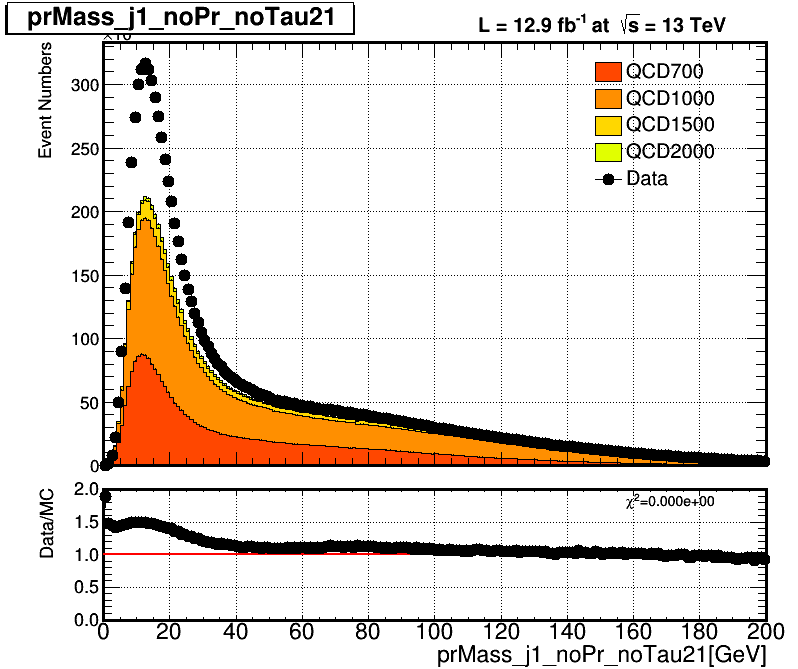 prMass_j1_noPr_noTau21
L = 12.9 fb⁻¹ at √s = 13 TeV
Event Numbers
300
250
200
150
100
50
0
QCD700
QCD1000
QCD1500
QCD2000
Data
Data/MC
2.0
1.5
1.0
0.5
0.0
χ²=0.000e+00
0 20 40 60 80 100 120 140 160 180 200
prMass_j1_noPr_noTau21[GeV]